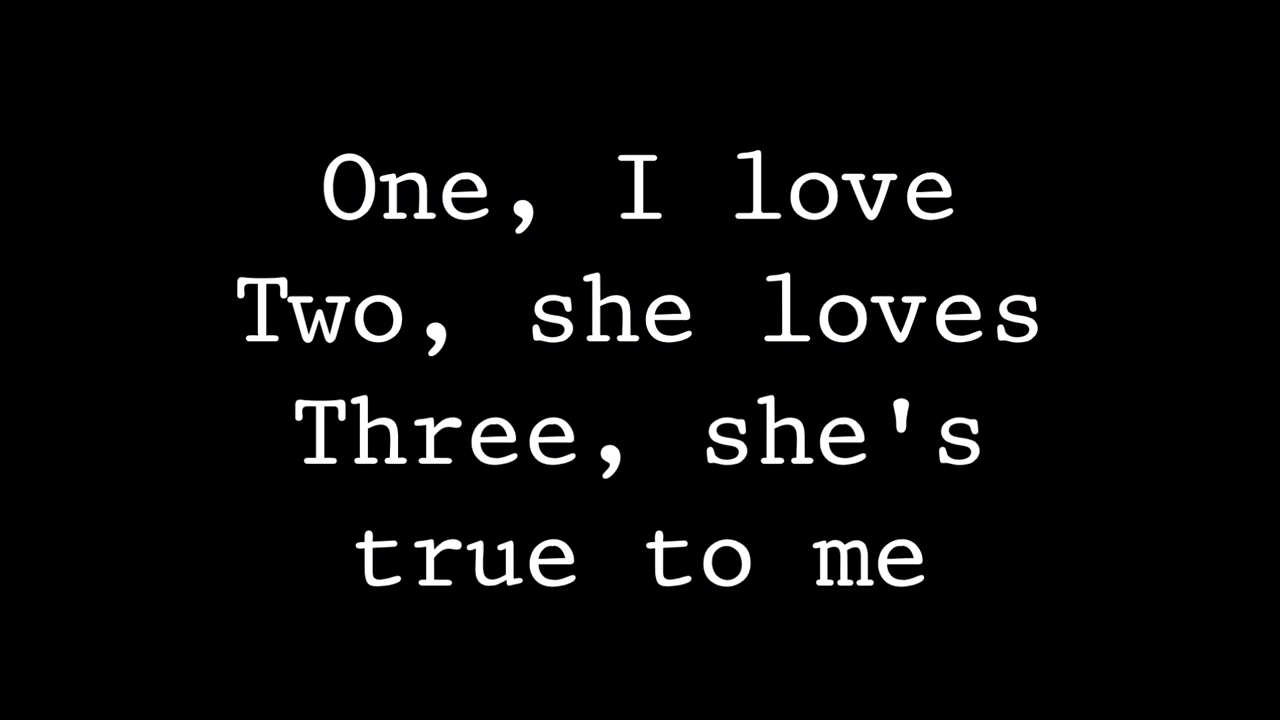 One, I love
Two, she loves
Three, she's
true to me